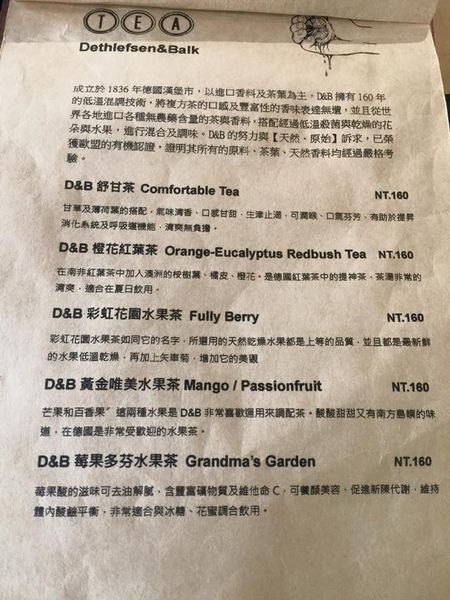 TEA
Dethlefsen&Balk
成立於 1836 年德國漢堡市，以進口香料及茶葉為主，D&B 擁有 160 年
的低溫混調技術，將複方茶的口感及豐富性的香味表達無遺，並且從世
界各地進口各種無農藥含量的茶與香料，搭配經過低溫殺菌與乾燥的花
朵與水果，進行混合及調味。D&B 的努力與【天然、原始】訴求，已榮
獲歐盟的有機認證，證明其所有的原料、茶葉、天然香料均經過嚴格考
驗。
D&B 舒甘茶 Comfortable Tea NT.160
甘草及薄荷葉的搭配，氣味清香、口感甘甜，生津止渴，可潤喉、口氣芬芳，有助於提昇
消化系統及呼吸道機能，清爽無負擔。
D&B 橙花紅葉茶 Orange-Eucalyptus Redbush Tea NT.160
在南非紅葉茶中加入澳洲的桉樹葉、橘皮、橙花。是德國紅葉茶中的提神茶，茶湯非常的
清爽，適合在夏日飲用。
D&B 彩虹花園水果茶 Fully Berry NT.160
彩虹花園水果茶如同它的名字，所選用的天然乾燥水果都是上等的品質，並且都是最新鮮
的水果低溫乾燥，再加上矢車菊，增加它的美觀
D&B 黃金唯美水果茶 Mango / Passionfruit NT.160
芒果和百香果" 這兩種水果是 D&B 非常喜歡運用來調配茶。酸酸甜甜又有南方島嶼的味
道，在德國是非常受歡迎的水果茶。
D&B 莓果多芬水果茶 Grandma's Garden NT.160
莓果酸的滋味可去油解膩，含豐富礦物質及維他命 C，可養顏美容、促進新陳代謝，維持
體內酸鹼平衡、非常適合與冰糖、花蜜調合飲用。